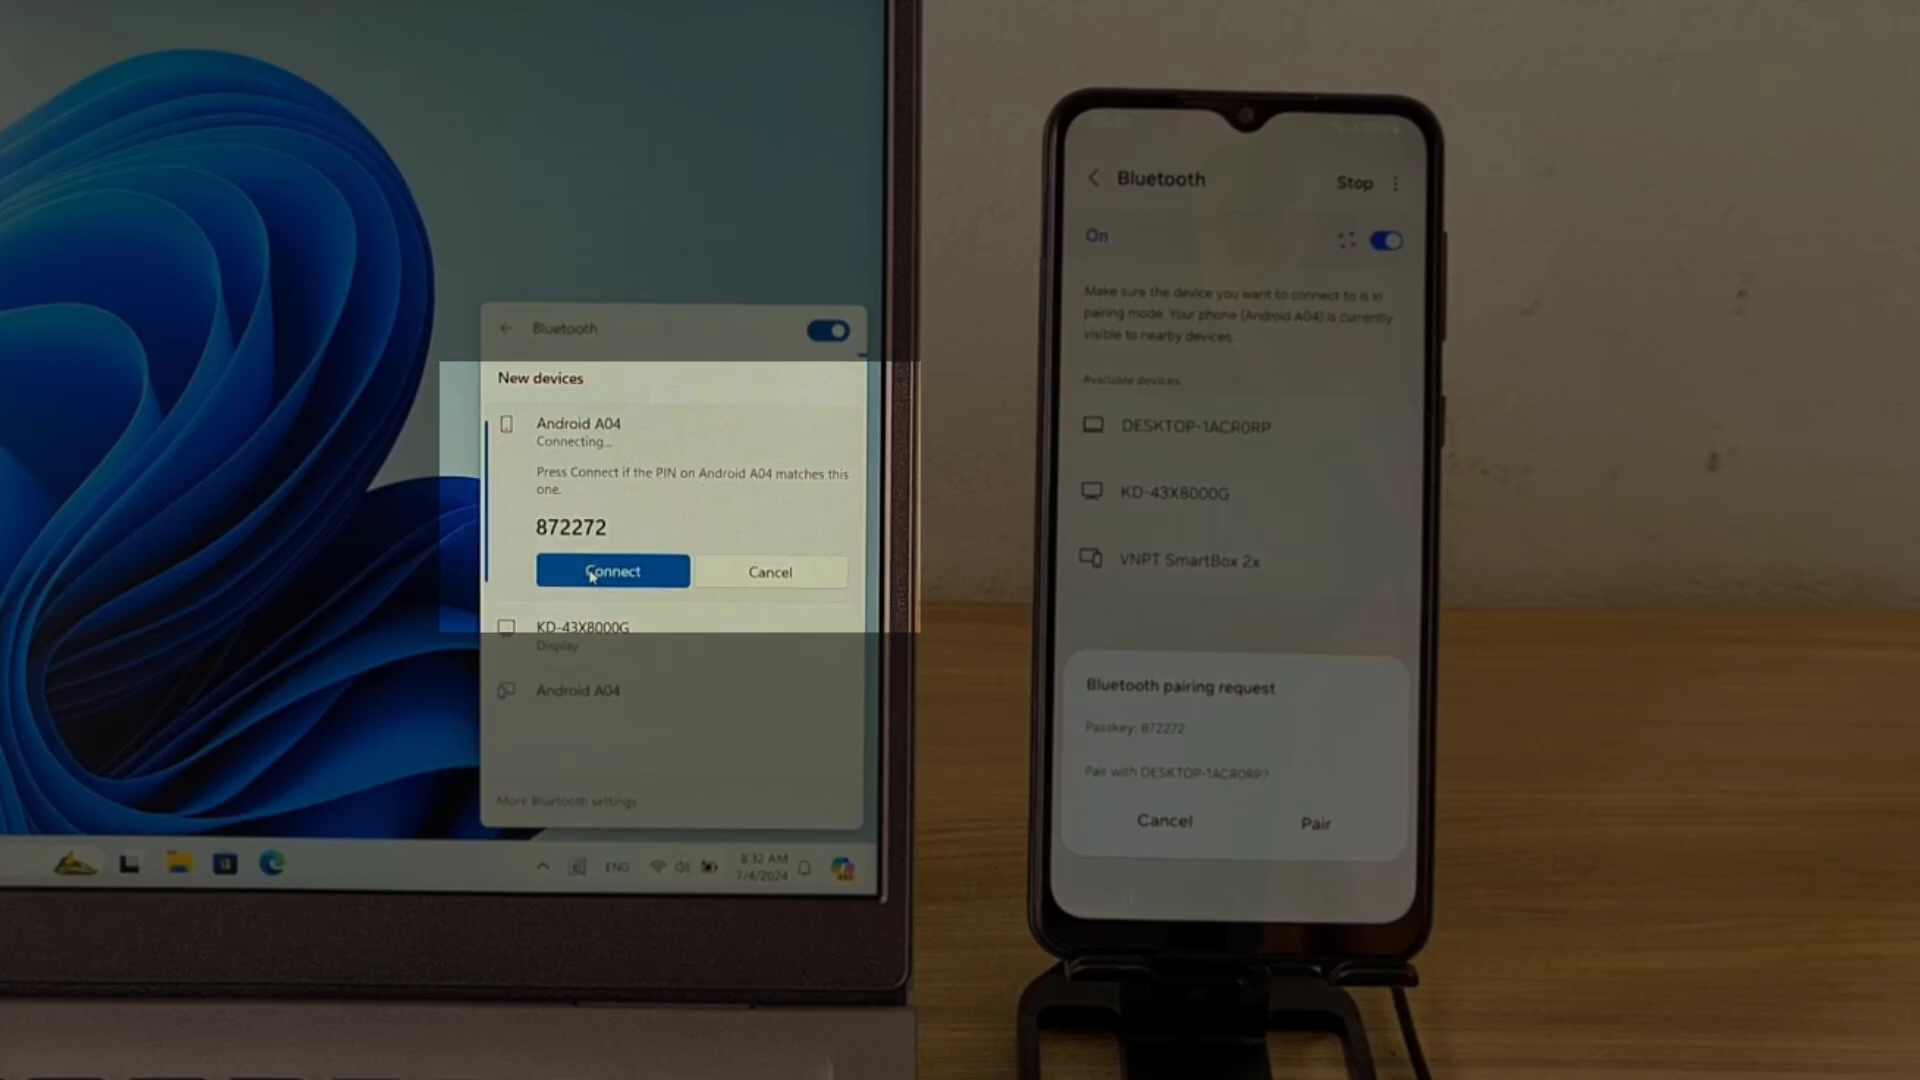 Bluetooth
New devices
Android A04
Connecting...
Press Connect if the PIN on Android A04 matches this
one.
872272
Connect
Cancel
KD-43X8000G
Display
Android A04
More Bluetooth settings
ENG
8:32 AM
7/4/2024
Bluetooth
Stop
On
Make sure the device you want to connect to is in
pairing mode. Your phone (Android A04) is currently
visible to nearby devices.
Available devices
DESKTOP-1ACR0RP
KD-43X8000G
VNPT SmartBox 2x
Bluetooth pairing request
Passkey: 872272
Pair with DESKTOP-1ACR0RP?
Cancel
Pair